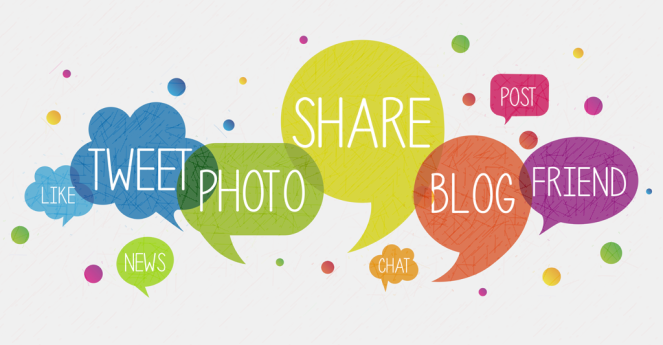 LIKE
TWEET
PHOTO
SHARE
BLOG
FRIEND
POST
NEWS
CHAT